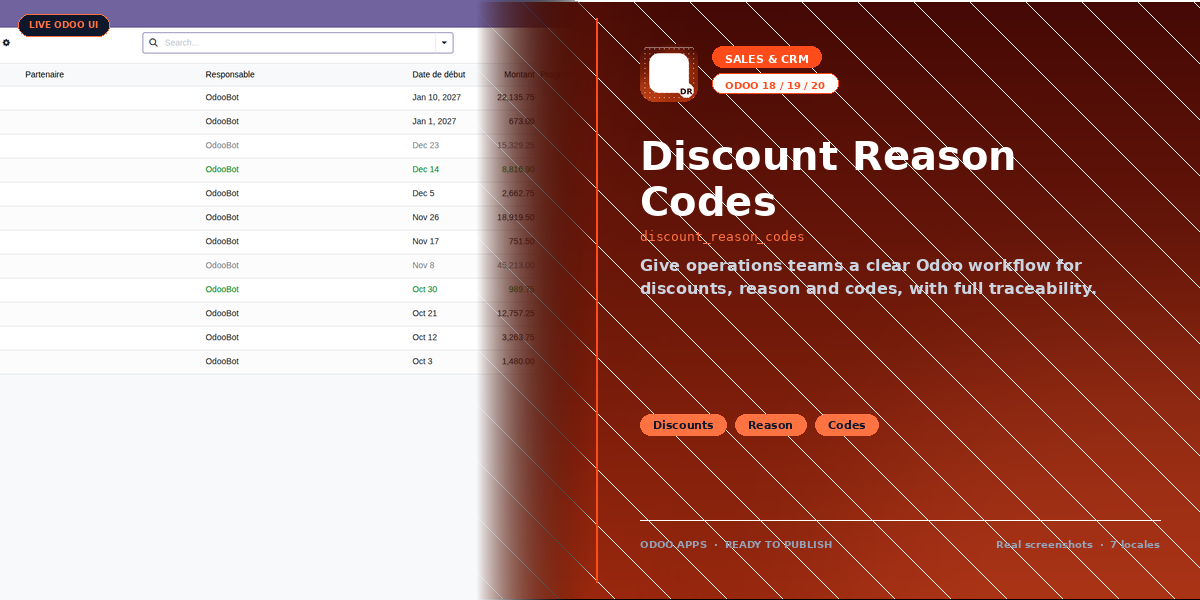 LIVE ODOO UI
Search...
Partenaire Responsable Date de début Montant
OdooBot Jan 10, 2027 22,135.75
OdooBot Jan 1, 2027 673.00
OdooBot Dec 23 15,329.25
OdooBot Dec 14 8,816.90
OdooBot Dec 5 2,662.75
OdooBot Nov 26 18,919.50
OdooBot Nov 17 751.50
OdooBot Nov 8 45,213.00
OdooBot Oct 30 989.75
OdooBot Oct 21 12,757.25
OdooBot Oct 12 3,263.75
OdooBot Oct 3 1,480.00
DR
SALES & CRM
ODOO 18 / 19 / 20
Discount Reason
Codes
discount_reason_codes
Give operations teams a clear Odoo workflow for
discounts, reason and codes, with full traceability.
Discounts Reason Codes
ODOO APPS · READY TO PUBLISH
Real screenshots · 7 locales